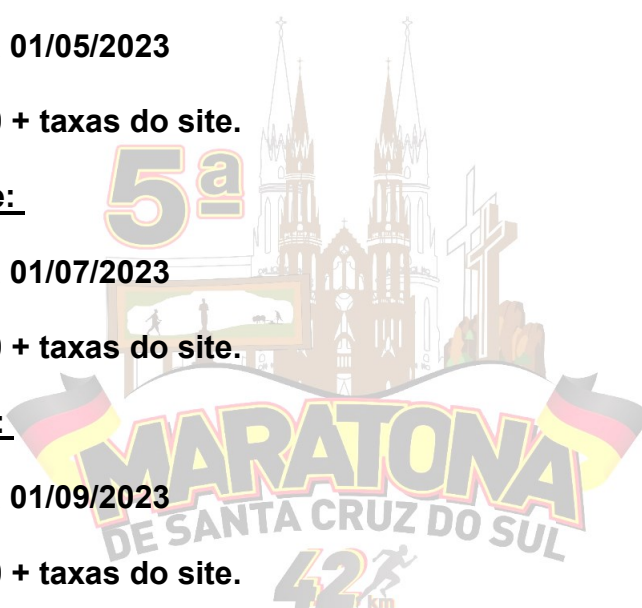 01/05/2023
+ taxas do site.
5ª
01/07/2023
+ taxas do site.
MARATONA
01/09/2023
DE SANTA CRUZ DO SUL
42
km
+ taxas do site.